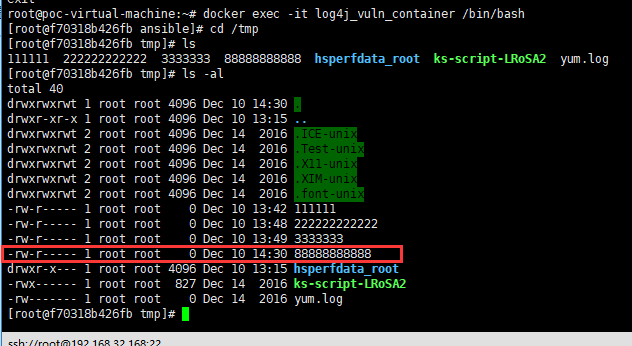 root@poc-virtual-machine:~# docker exec -it log4j_vuln_container /bin/bash
[root@f70318b426fb ansible]# cd /tmp
[root@f70318b426fb tmp]# ls
111111 222222222222 3333333 88888888888 hsperfdata_root ks-script-LRoSA2 yum.log
[root@f70318b426fb tmp]# ls -al
total 40
drwxrwxrwt 1 root root 4096 Dec 10 14:30 .
drwxr-xr-x 1 root root 4096 Dec 10 13:15 ..
drwxrwxrwt 2 root root 4096 Dec 14 2016 .ICE-unix
drwxrwxrwt 2 root root 4096 Dec 14 2016 .Test-unix
drwxrwxrwt 2 root root 4096 Dec 14 2016 .X11-unix
drwxrwxrwt 2 root root 4096 Dec 14 2016 .XIM-unix
drwxrwxrwt 2 root root 4096 Dec 14 2016 .font-unix
-rw-r----- 1 root root 0 Dec 10 13:42 111111
-rw-r----- 1 root root 0 Dec 10 13:48 222222222222
-rw-r----- 1 root root 0 Dec 10 13:49 3333333
-rw-r----- 1 root root 0 Dec 10 14:30 88888888888
drwxr-x--- 1 root root 4096 Dec 10 13:15 hsperfdata_root
-rwx------ 1 root root 827 Dec 14 2016 ks-script-LRoSA2
-rw------- 1 root root 0 Dec 14 2016 yum.log
[root@f70318b426fb tmp]#
ssh://root@192.168.32.168:22